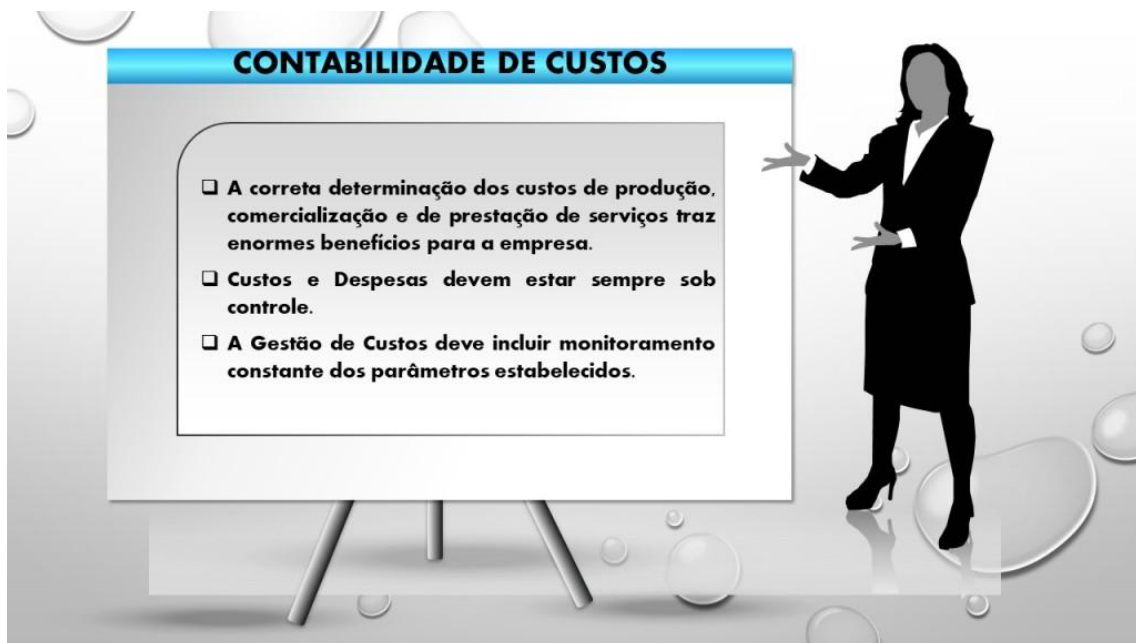 CONTABILIDADE DE CUSTOS
❑ A correta determinação dos custos de produção,
comercialização e de prestação de serviços traz
enormes benefícios para a empresa.
❑ Custos e Despesas devem estar sempre sob
controle.
❑ A Gestão de Custos deve incluir monitoramento
constante dos parâmetros estabelecidos.